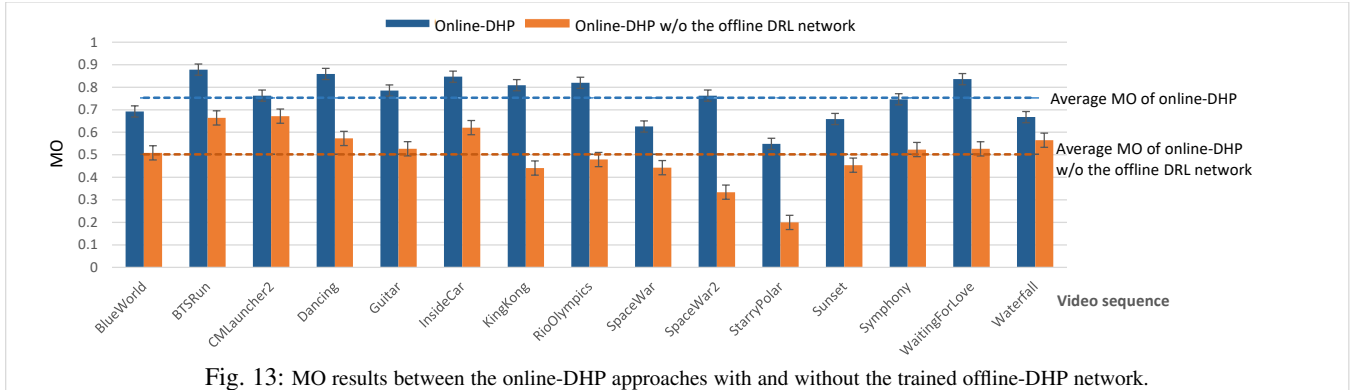 Online-DHP
Online-DHP w/o the offline DRL network
1
0.9
0.8
0.7
0.6
0.5
0.4
0.3
0.2
0.1
0
MO
Average MO of online-DHP
Average MO of online-DHP
w/o the offline DRL network
BlueWorld
BTSRun
CMLauncher2
Dancing
Guitar
InsideCar
KingKong
RioOlympics
SpaceWar
SpaceWar2
StarryPolar
Sunset
Symphony
WaitingForLove
Waterfall
Video sequence
Fig. 13: MO results between the online-DHP approaches with and without the trained offline-DHP network.